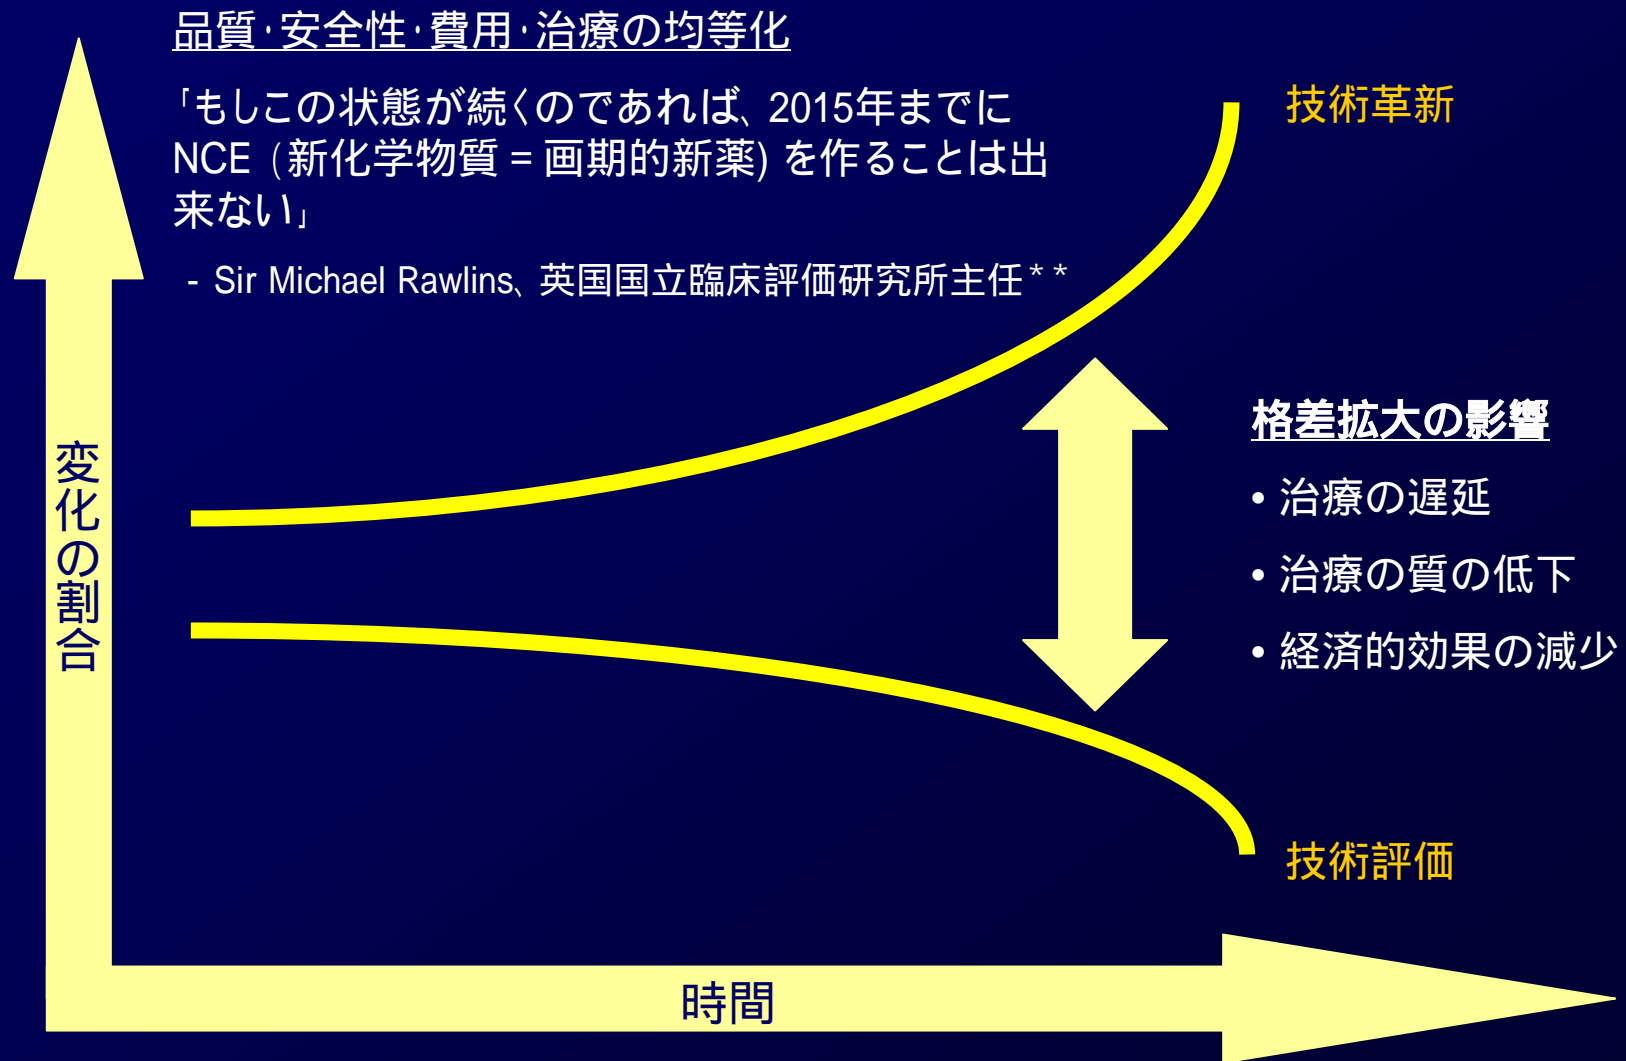 品質・安全性・費用・治療の均等化
「もしこの状態が続くのであれば、2015年までに
NCE (新化学物質 = 画期的新薬) を作ることは出
来ない」
- Sir Michael Rawlins、英国国立臨床評価研究所主任**
技術革新
格差拡大の影響
• 治療の遅延
• 治療の質の低下
• 経済的効果の減少
変化の割合
技術評価
時間